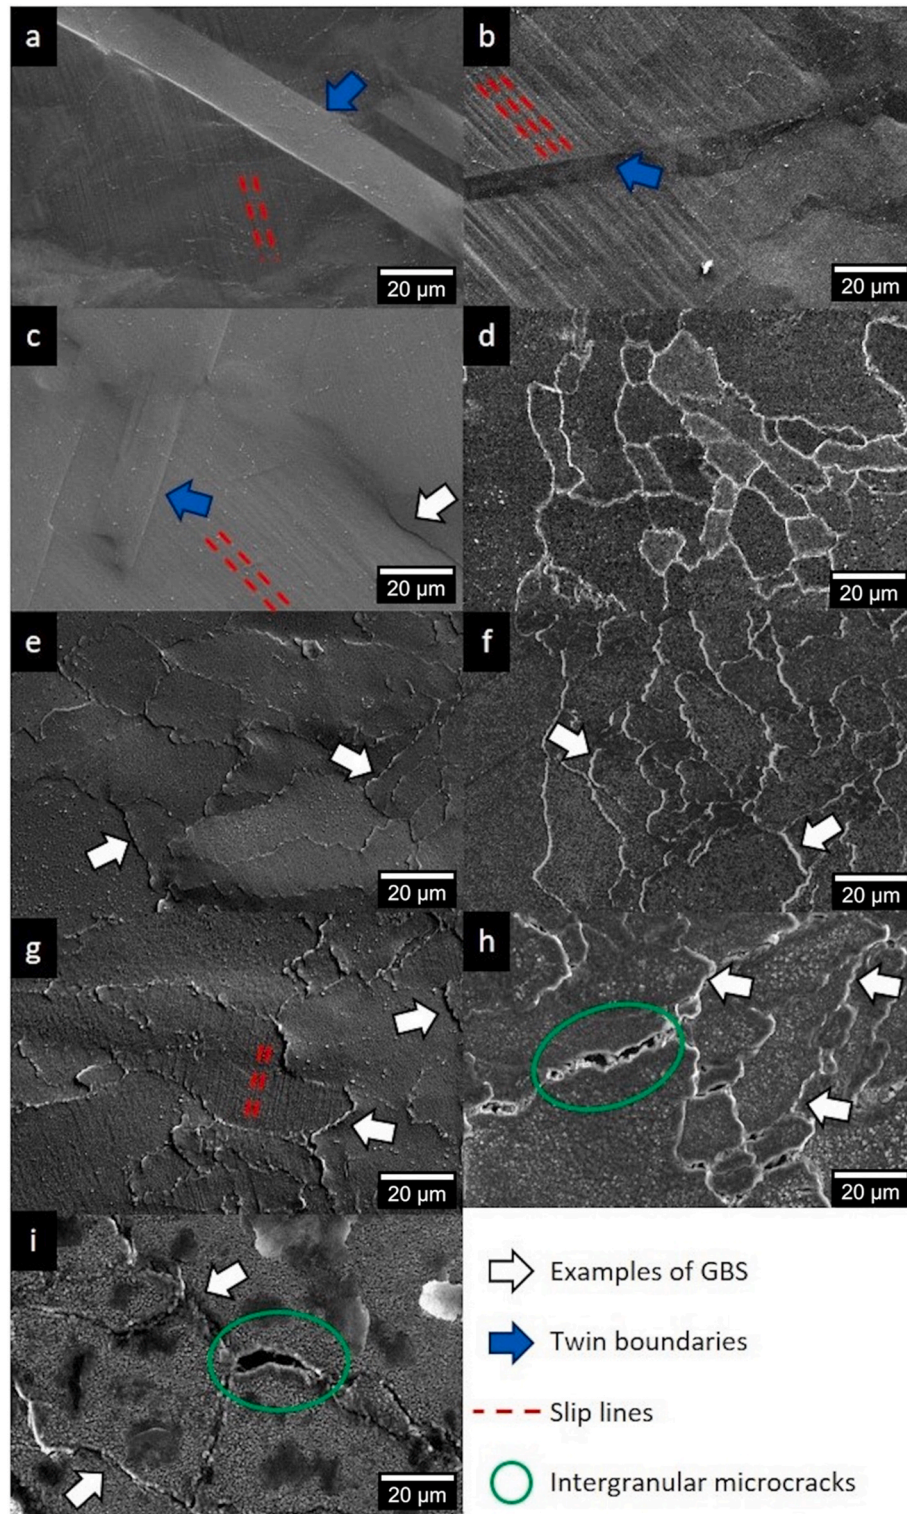 a
b
20 µm
20 µm
c
d
20 µm
20 µm
e
f
20 µm
20 µm
g
h
20 µm
20 µm
i
Examples of GBS
Twin boundaries
Slip lines
Intergranular microcracks
20 µm